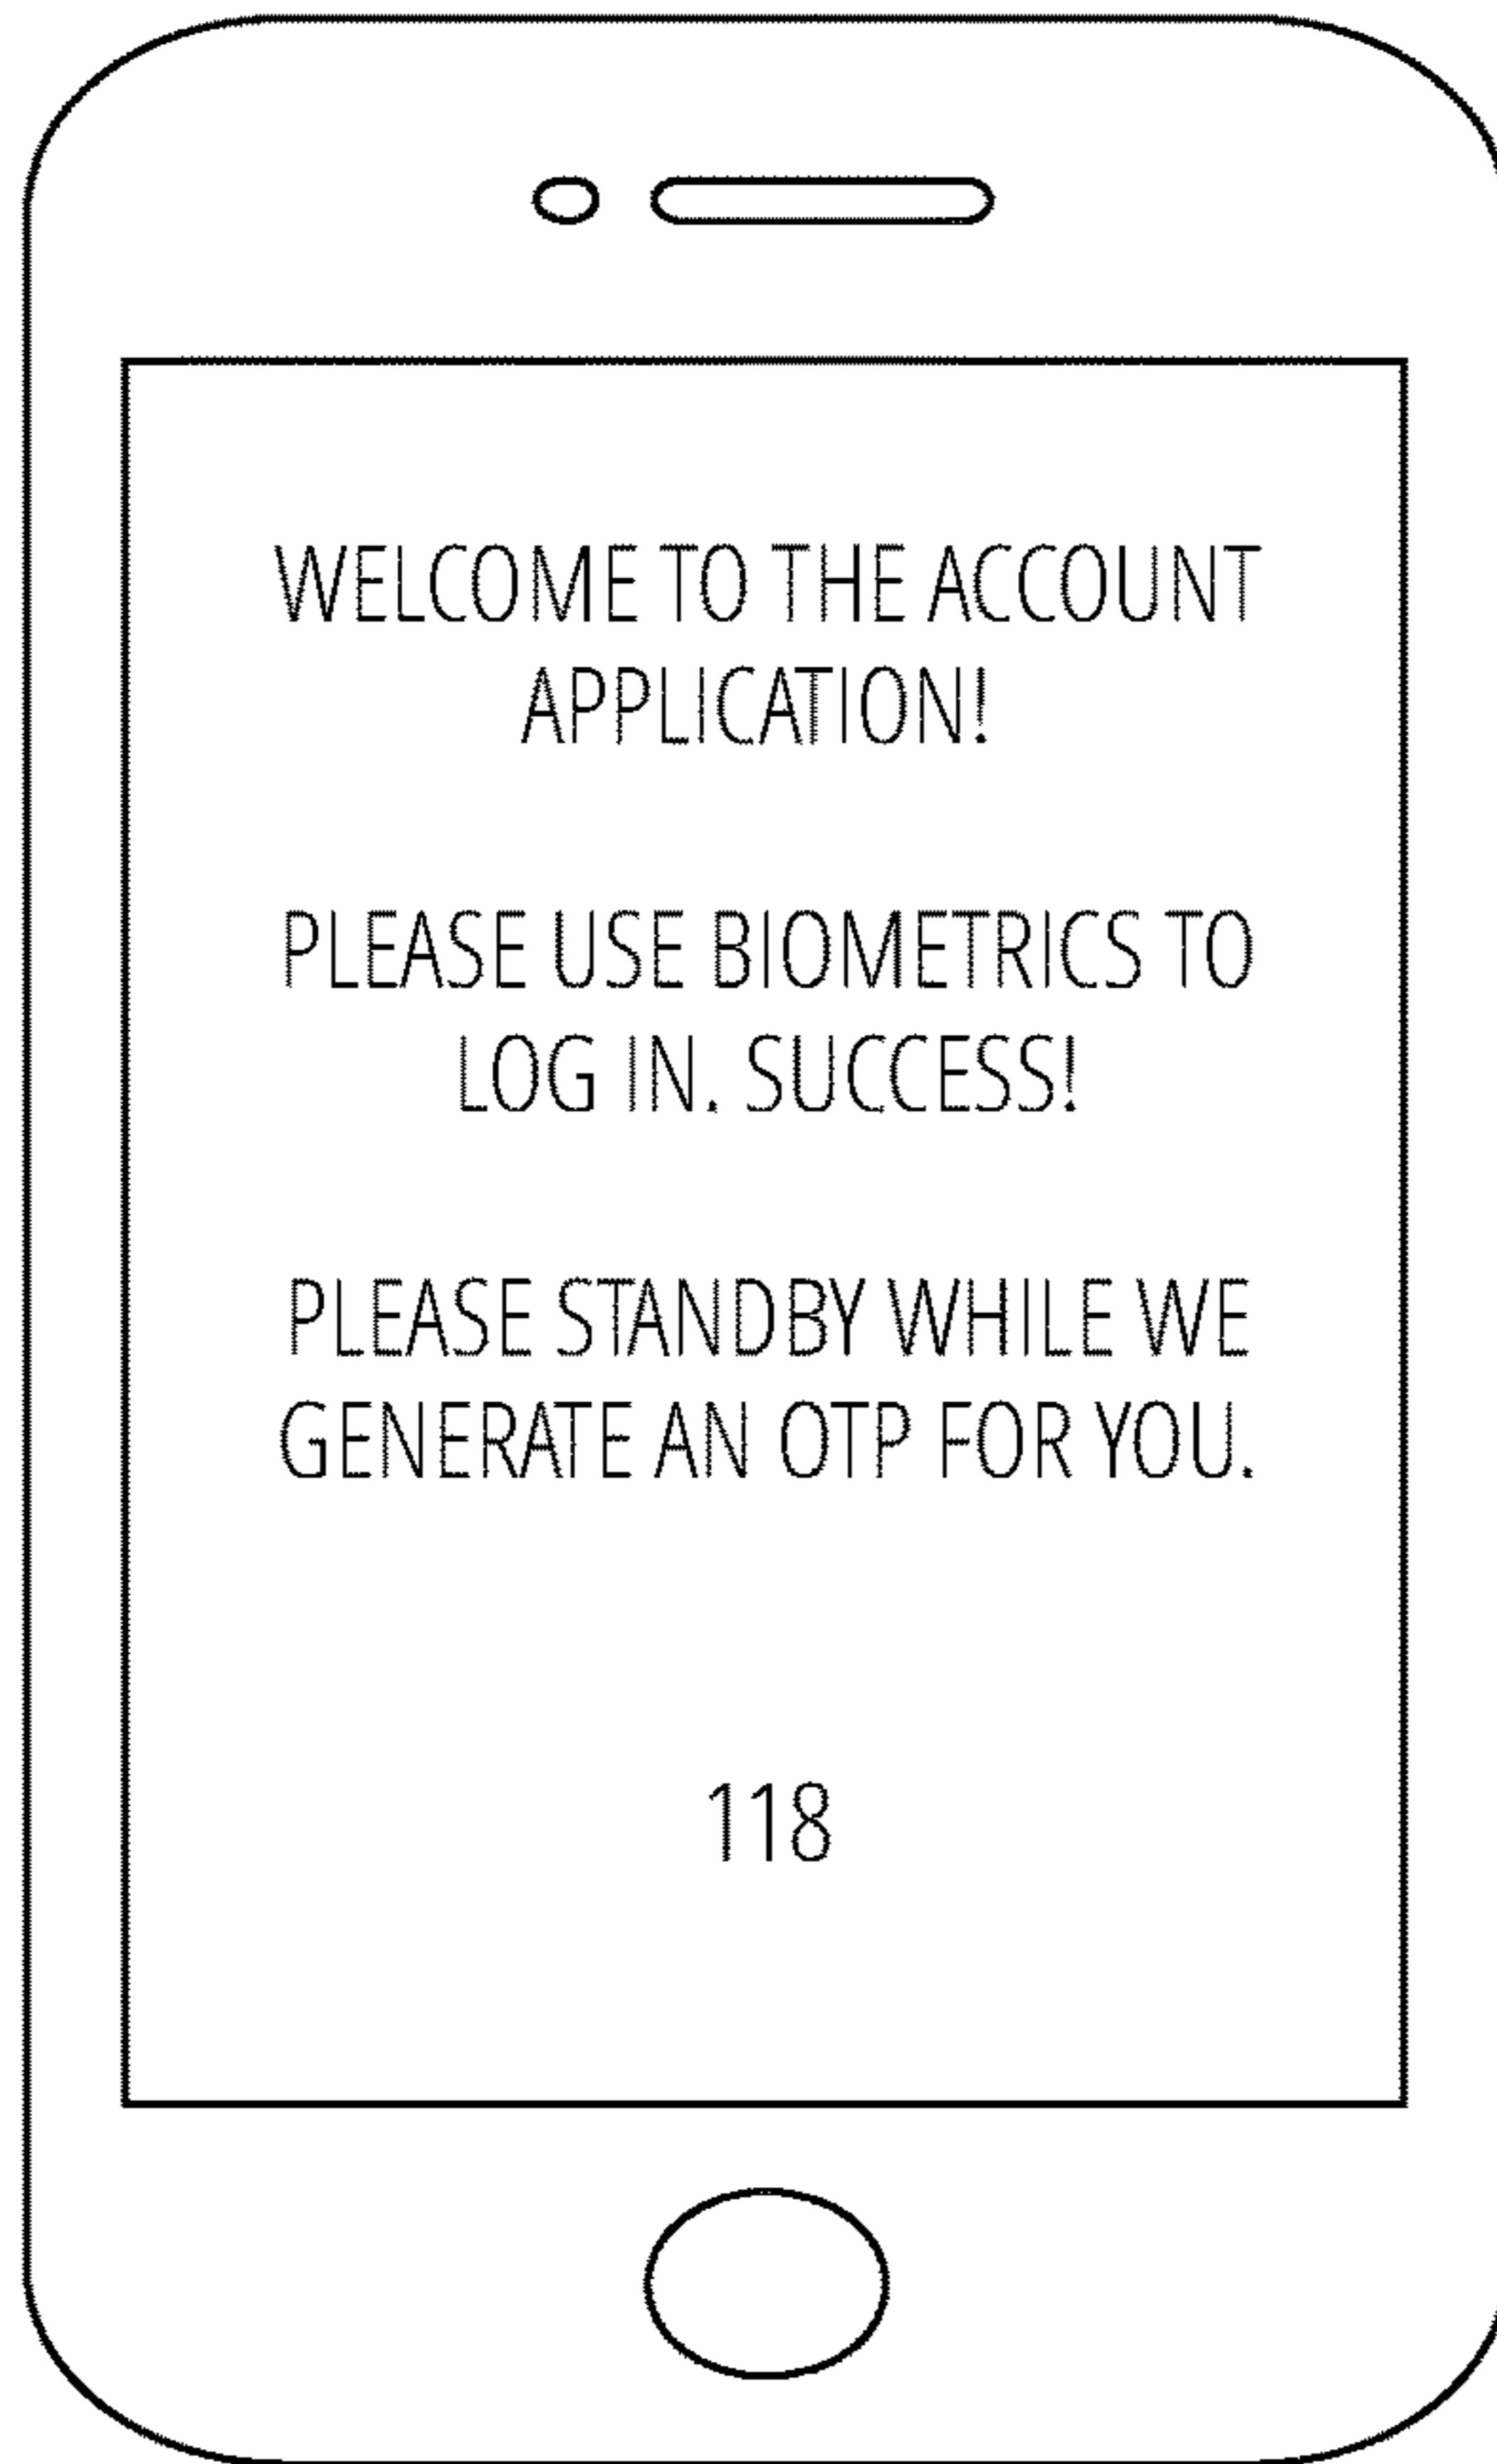 WELCOME TO THE ACCOUNT
APPLICATION!
PLEASE USE BIOMETRICS TO
LOG IN. SUCCESS!
PLEASE STANDBY WHILE WE
GENERATE AN OTP FOR YOU.
118